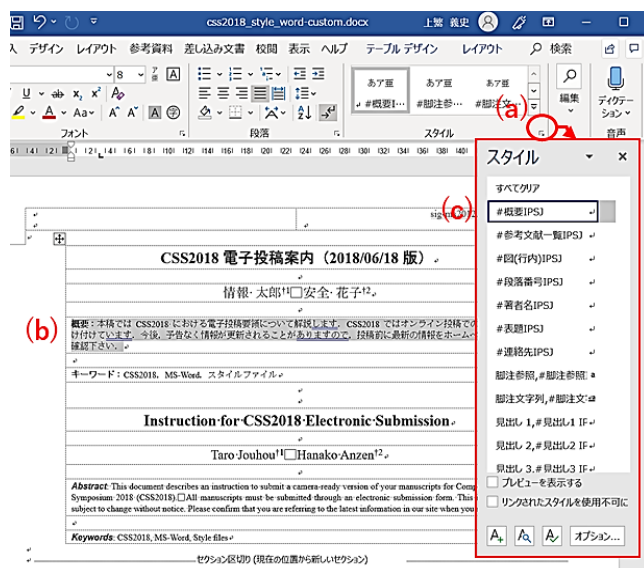 css2018_style_word-custom.docx
上繁 義史
デザイン レイアウト 参考資料 差し込み文書 校閲 表示 ヘルプ テーブル デザイン レイアウト 検索
8
あア亜 あア亜 あア亜
#概要I… #脚注参… #脚注文…
編集
ディクテー
ション
フォント 段落 スタイル 音声
(a)
スタイル
すべてクリア
(c)
#概要IPSJ
#参考文献一覧IPSJ
#図(行内)IPSJ
#段落番号IPSJ
#著者名IPSJ
#表題IPSJ
#連絡先IPSJ
脚注参照,#脚注参照:
脚注文字列,#脚注文:
見出し 1,#見出し1 IF
見出し 2,#見出し2 IF
見出し 3,#見出し3 IF
プレビューを表示する
リンクされたスタイルを使用不可に
オプション...
CSS2018 電子投稿案内（2018/06/18 版）
情報 太郎†1□安全 花子†2
(b)
概要：本稿では CSS2018 における電子投稿要領について解説します．CSS2018 ではオンライン投稿での
け付けています．今後，予告なく情報が更新されることがありますので，投稿前に最新の情報をホームペ
確認下さい．
キーワード：CSS2018，MS-Word，スタイルファイル
Instruction for CSS2018 Electronic Submission
Taro Jouhou†1□Hanako Anzen†2
Abstract: This document describes an instruction to submit a camera-ready version of your manuscripts for Comp
Symposium 2018 (CSS2018).□All manuscripts must be submitted through an electronic submission form. This
subject to change without notice. Please confirm that you are referring to the latest information in our site when you
Keywords: CSS2018, MS-Word, Style files
セクション区切り (現在の位置から新しいセクション)